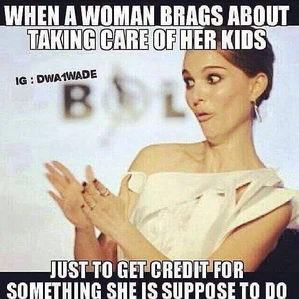 WHEN A WOMAN BRAGS ABOUT
TAKING CARE OF HER KIDS
IG : DWA1WADE
B
L
JUST TO GET CREDIT FOR
SOMETHING SHE IS SUPPOSE TO DO